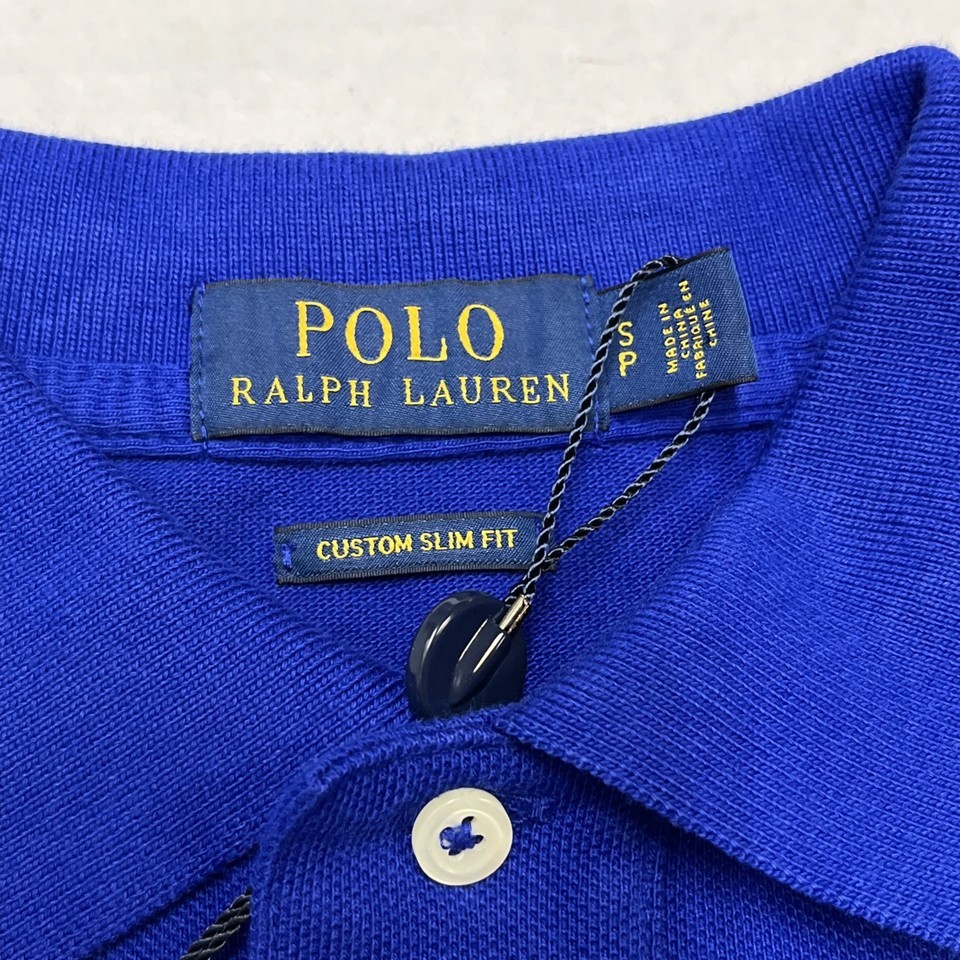 POLO
RALPH LAUREN
S
P
MADE IN
CHINA
FABRIQUÉ EN
CHINE
CUSTOM SLIM FIT